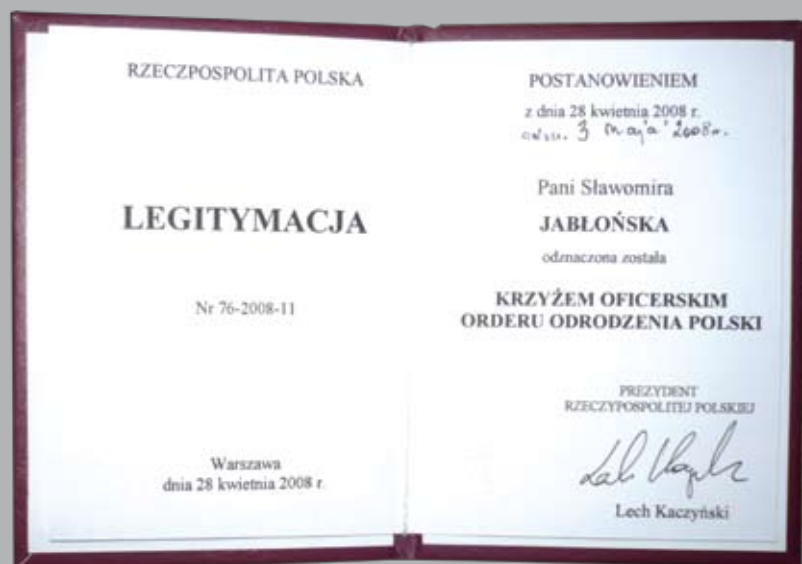 RZECZPOSPOLITA POLSKA
LEGITYMACJA
Nr 76-2008-11
Warszawa
dnia 28 kwietnia 2008 r.
POSTANOWIENIEM
z dnia 28 kwietnia 2008 r.
3 maja 2008r.
Pani Sławomira
JABŁOŃSKA
odznaczona została
KRZYŻEM OFICERSKIM
ORDERU ODRODZENIA POLSKI
PREZYDENT
RZECZYPOSPOLITEJ POLSKIEJ
Lech Kaczyński